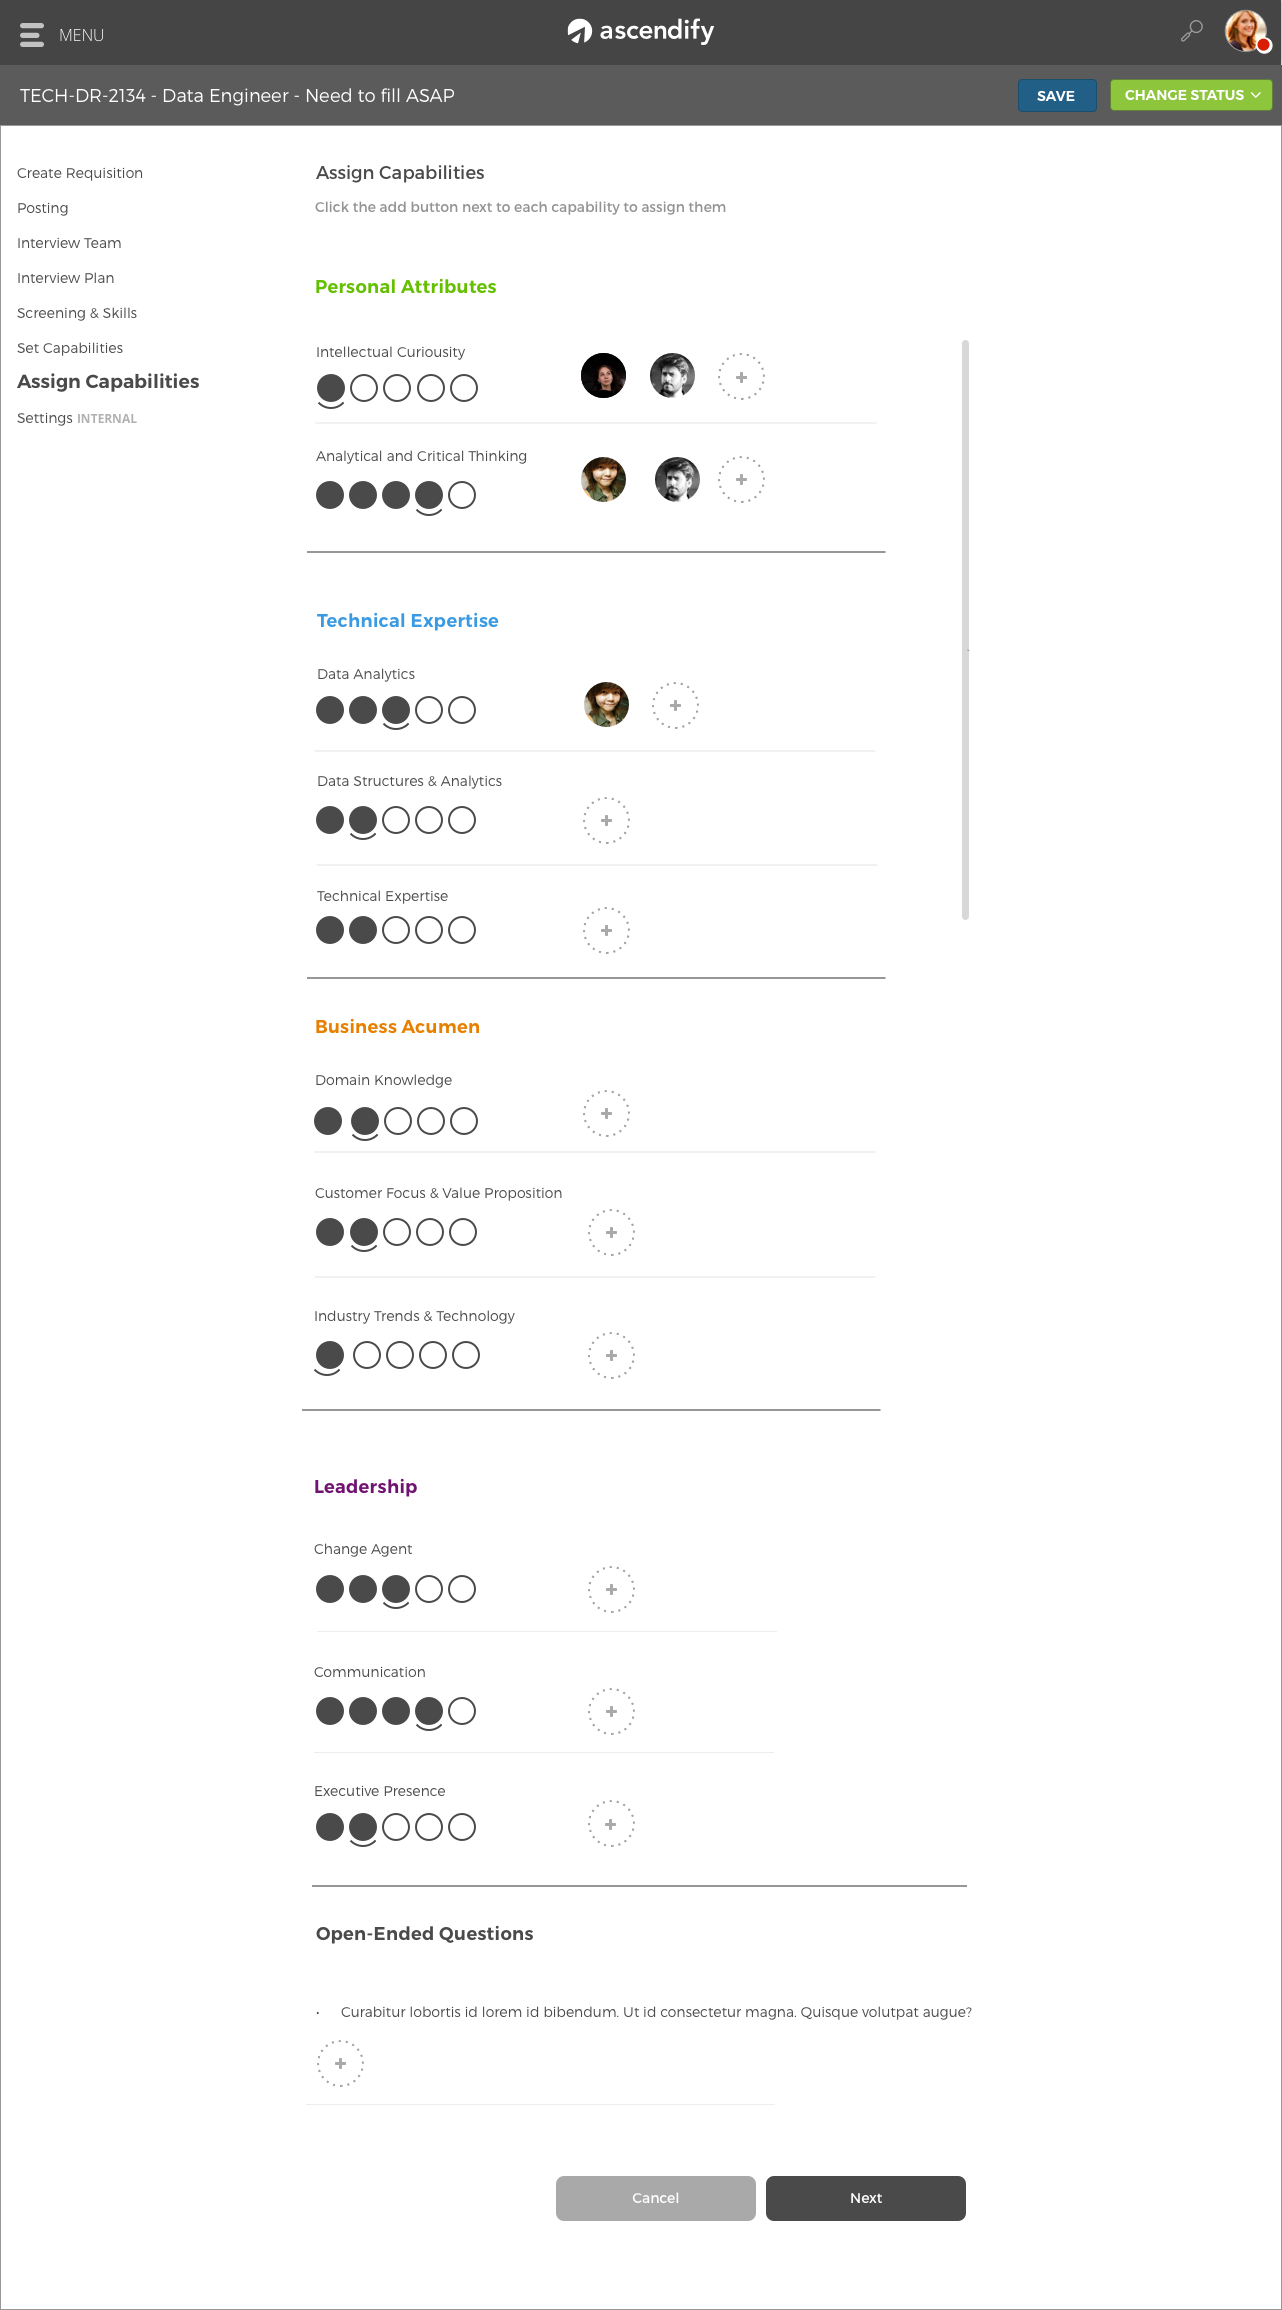 MENU
ascendify
TECH-DR-2134 - Data Engineer - Need to fill ASAP
SAVE
CHANGE STATUS
Create Requisition
Posting
Interview Team
Interview Plan
Screening & Skills
Set Capabilities
Assign Capabilities
Settings INTERNAL
Assign Capabilities
Click the add button next to each capability to assign them
Personal Attributes
Intellectual Curiousity
Analytical and Critical Thinking
Technical Expertise
Data Analytics
Data Structures & Analytics
Technical Expertise
Business Acumen
Domain Knowledge
Customer Focus & Value Proposition
Industry Trends & Technology
Leadership
Change Agent
Communication
Executive Presence
Open-Ended Questions
• Curabitur lobortis id lorem id bibendum. Ut id consectetur magna. Quisque volutpat augue?
Cancel
Next